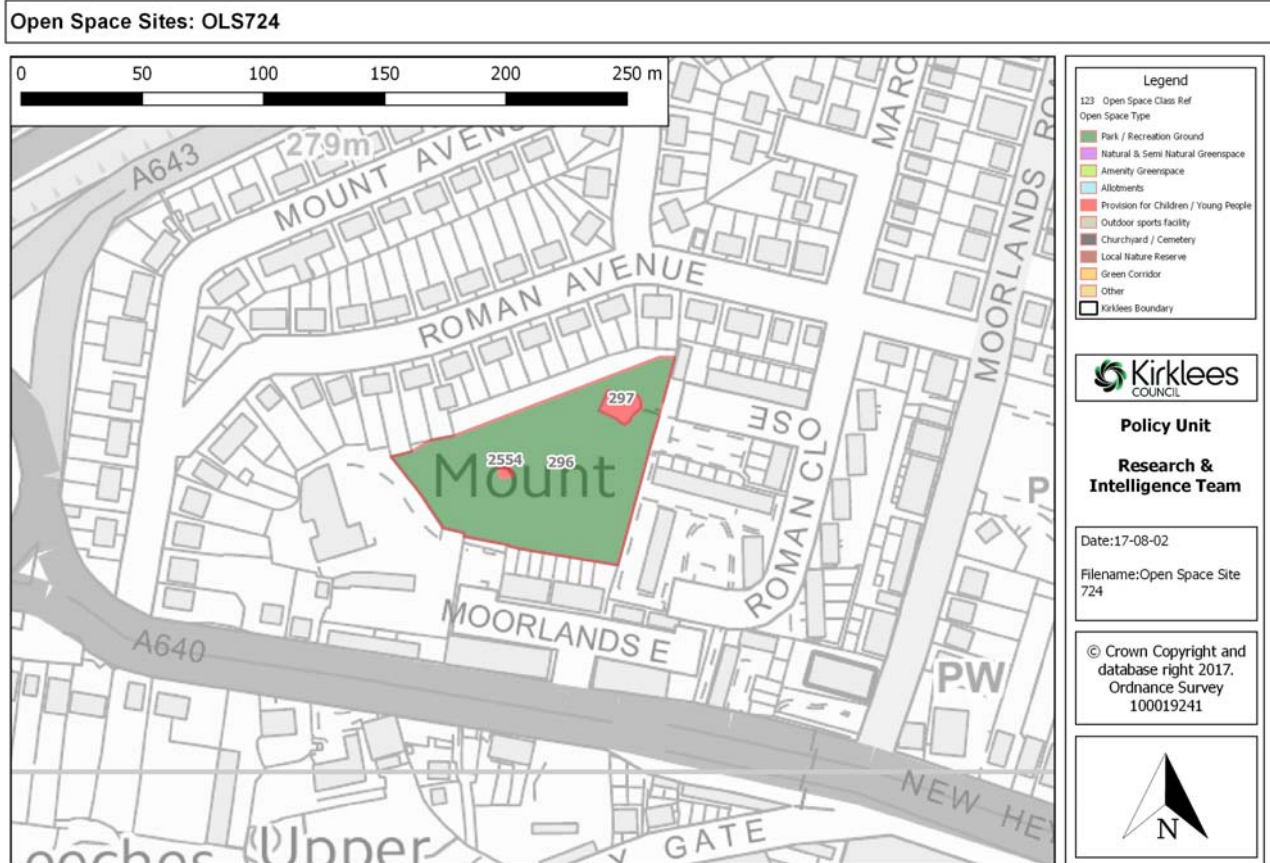 Open Space Sites: OLS724
0 50 100 150 200 250 m
279m
A643
MOUNT AVENU
ROMAN AVENUE
MARC
MOORLANDS RO
297
2554
296
Mount
ROMAN CLOSE
P
MOORLANDS E
A640
PW
NEW HEY
GATE
Upper
Legend
123 Open Space Class Ref
Open Space Type
Park / Recreation Ground
Natural & Semi Natural Greenspace
Amenity Greenspace
Allotments
Provision for Children / Young People
Outdoor sports facility
Churchyard / Cemetery
Local Nature Reserve
Green Corridor
Other
Kirklees Boundary
Kirklees
COUNCIL
Policy Unit
Research &
Intelligence Team
Date:17-08-02
Filename:Open Space Site
724
© Crown Copyright and
database right 2017.
Ordnance Survey
100019241
N